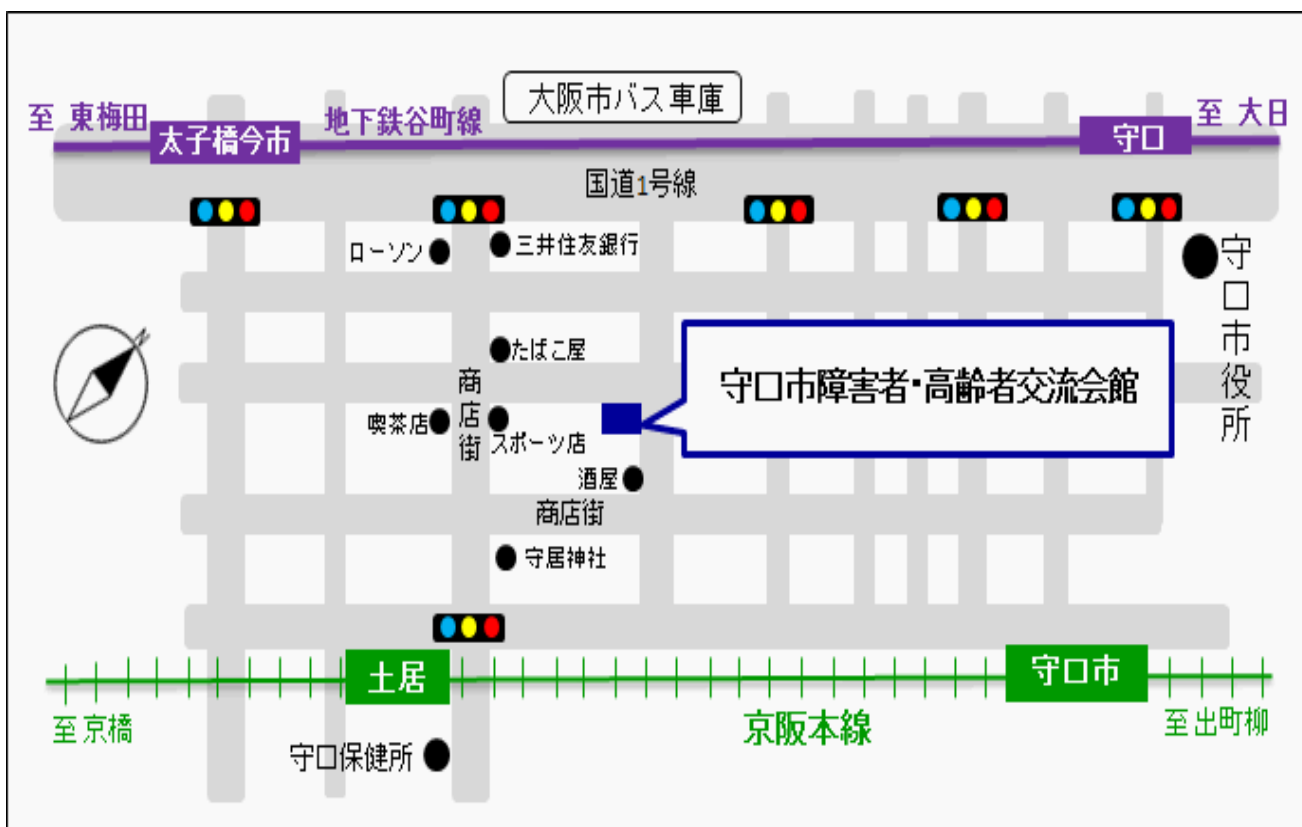 大阪市バス車庫
至 東梅田
地下鉄谷町線
至 大日
太子橋今市
守口
国道1号線
ローソン
三井住友銀行
守口市役所
たばこ屋
商店街
守口市障害者・高齢者交流会館
喫茶店
スポーツ店
酒屋
商店街
守居神社
土居
守口市
至 京橋
京阪本線
至 出町柳
守口保健所